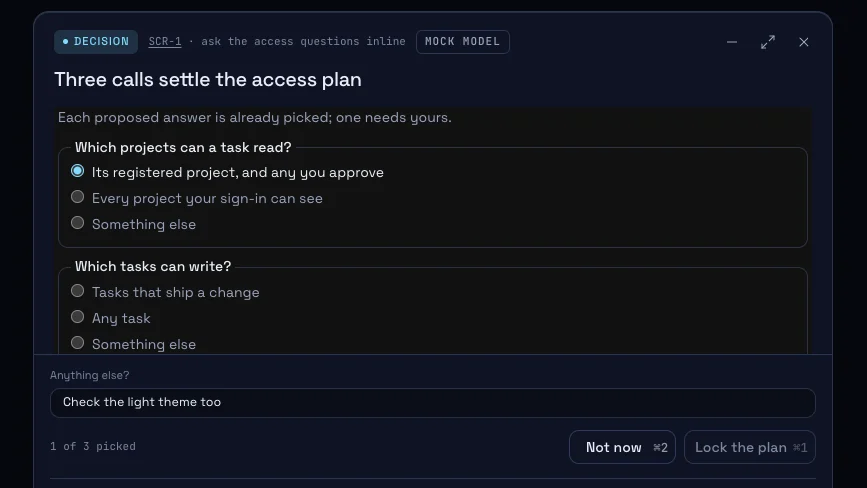 DECISION SCR-1 · ask the access questions inline MOCK MODEL
Three calls settle the access plan
Each proposed answer is already picked; one needs yours.
Which projects can a task read?
Its registered project, and any you approve
Every project your sign-in can see
Something else
Which tasks can write?
Tasks that ship a change
Any task
Something else
Anything else?
Check the light theme too
1 of 3 picked
Not now ⌘2
Lock the plan ⌘1